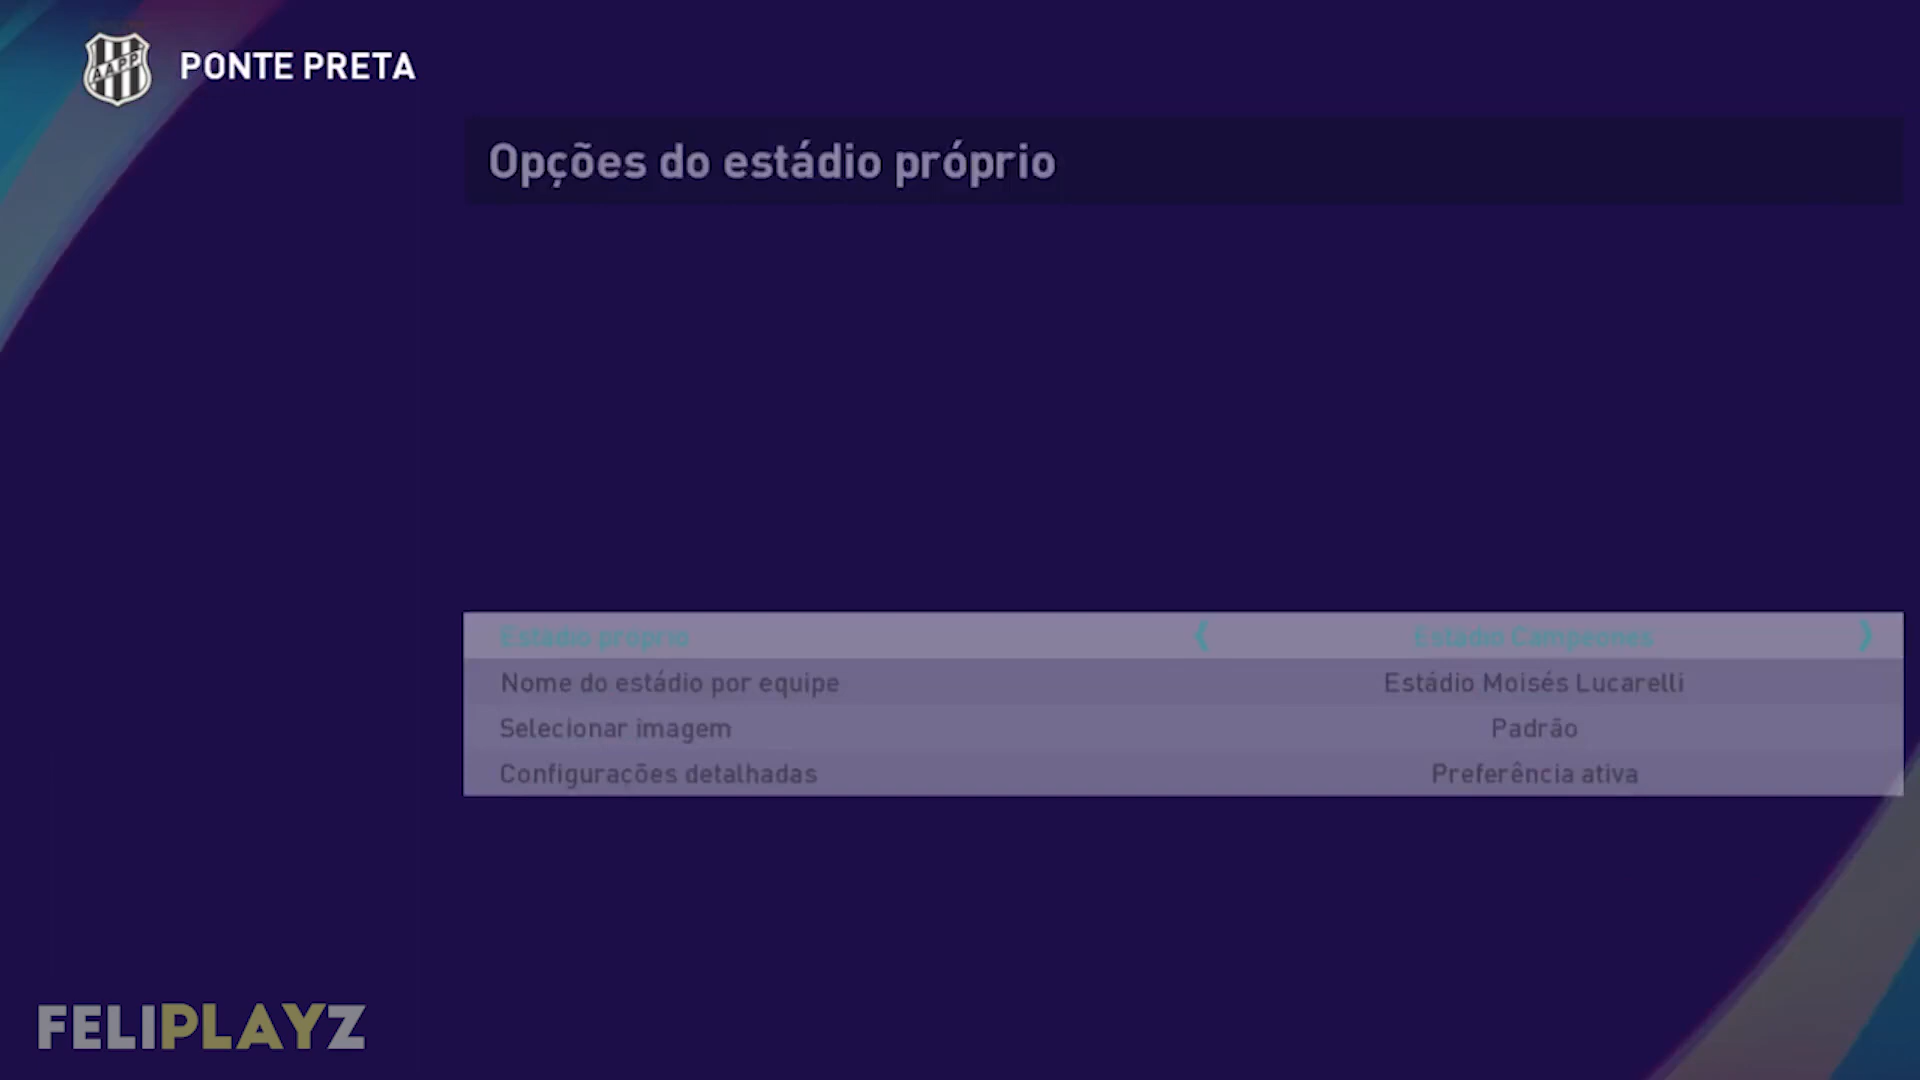 AAPP
PONTE PRETA
Opções do estádio próprio
Estádio próprio
Estadio Campeones
Nome do estádio por equipe
Estádio Moisés Lucarelli
Selecionar imagem
Padrão
Configurações detalhadas
Preferência ativa
FELIPLAYZ